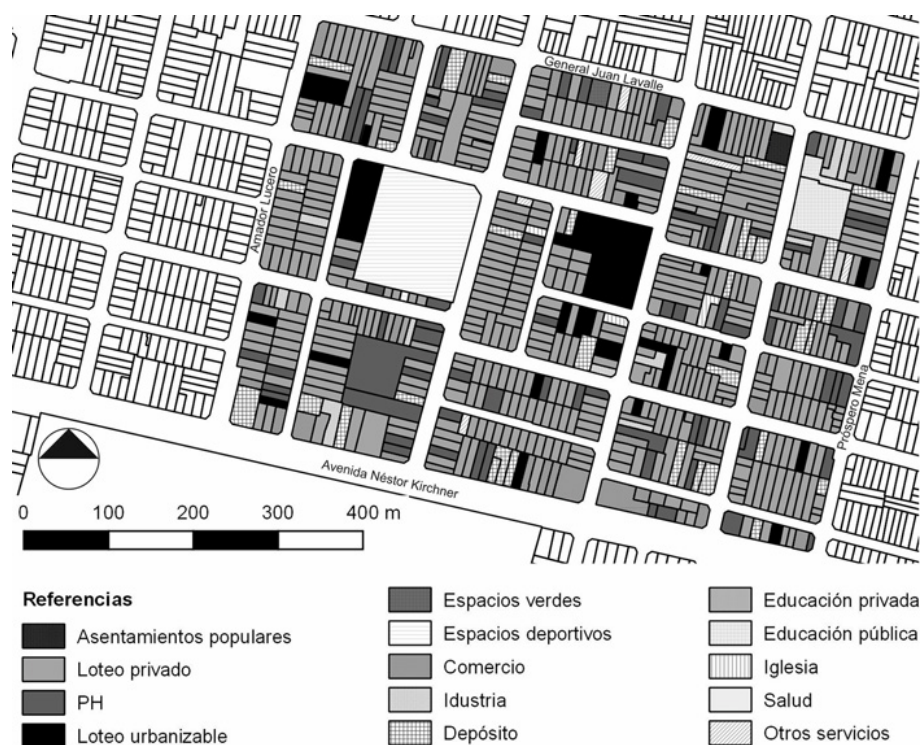 General Juan Lavalle
Amador Lucero
Próspero Mena
Avenida Néstor Kirchner
0 100 200 300 400 m
Referencias
Asentamientos populares
Loteo privado
PH
Loteo urbanizable
Espacios verdes
Espacios deportivos
Comercio
Idustria
Depósito
Educación privada
Educación pública
Iglesia
Salud
Otros servicios